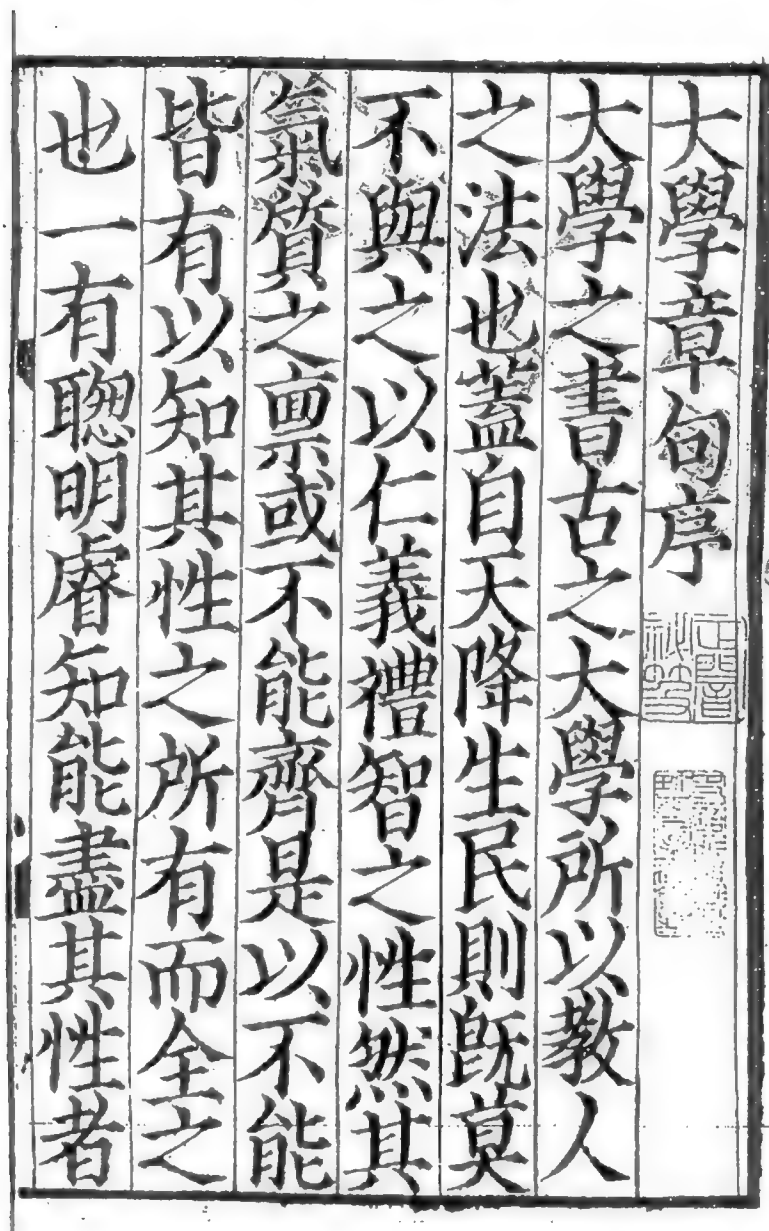 大學章句序
大學之書古之大學所以教人
之法也蓋自天降生民則旣莫
不與之以仁義禮智之性然其
氣質之稟或不能齊是以不能
皆有以知其性之所有而全之
也一有聰明睿知能盡其性者